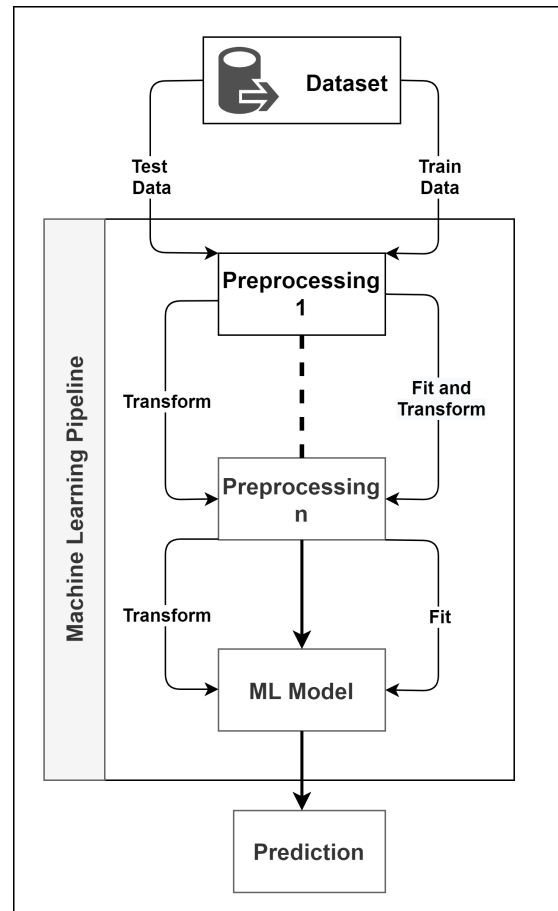 Dataset
Test
Data
Train
Data
Machine Learning Pipeline
Preprocessing
1
Transform
Fit and
Transform
Preprocessing
n
Transform
Fit
ML Model
Prediction